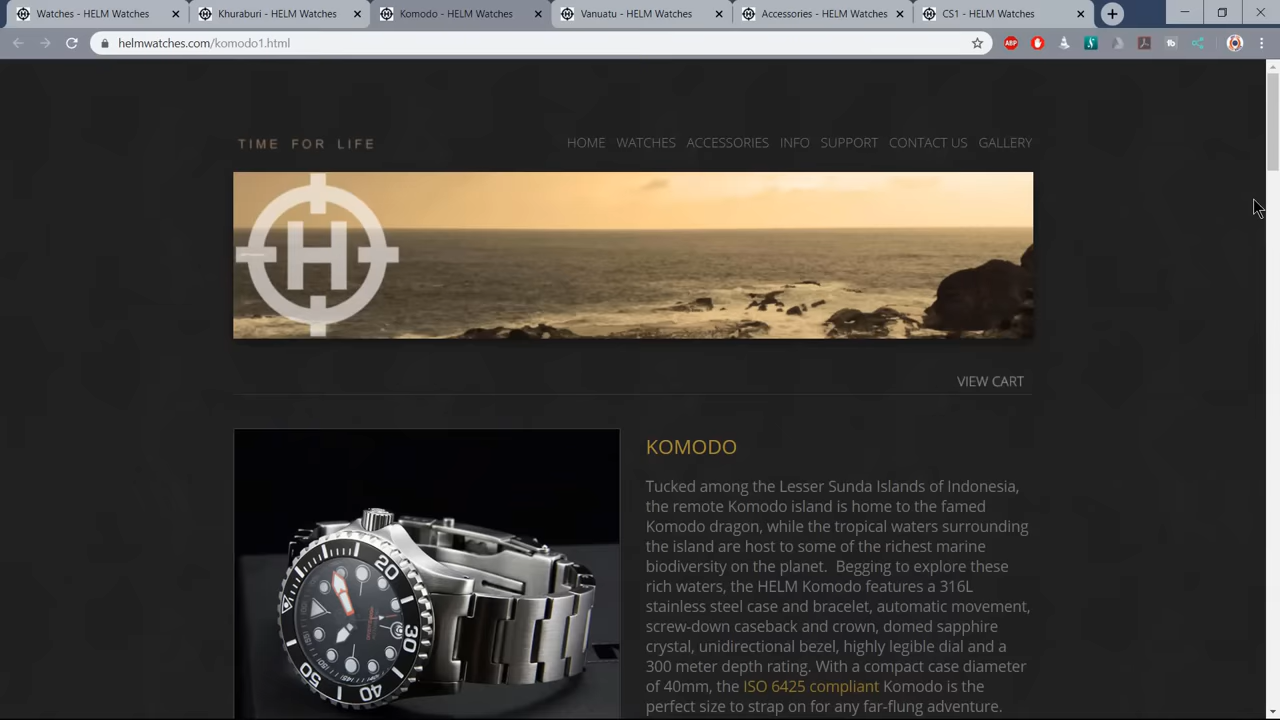 Watches - HELM Watches
Khuraburi - HELM Watches
Komodo - HELM Watches
Vanuatu - HELM Watches
Accessories - HELM Watches
CS1 - HELM Watches
helmwatches.com/komodo1.html
ABP
fb
TIME FOR LIFE
HOME WATCHES ACCESSORIES INFO SUPPORT CONTACT US GALLERY
H
VIEW CART
KOMODO
Tucked among the Lesser Sunda Islands of Indonesia,
the remote Komodo island is home to the famed
Komodo dragon, while the tropical waters surrounding
the island are host to some of the richest marine
biodiversity on the planet.  Begging to explore these
rich waters, the HELM Komodo features a 316L
stainless steel case and bracelet, automatic movement,
screw-down caseback and crown, domed sapphire
crystal, unidirectional bezel, highly legible dial and a
300 meter depth rating. With a compact case diameter
of 40mm, the ISO 6425 compliant Komodo is the
perfect size to strap on for any far-flung adventure.
20
30
40
50